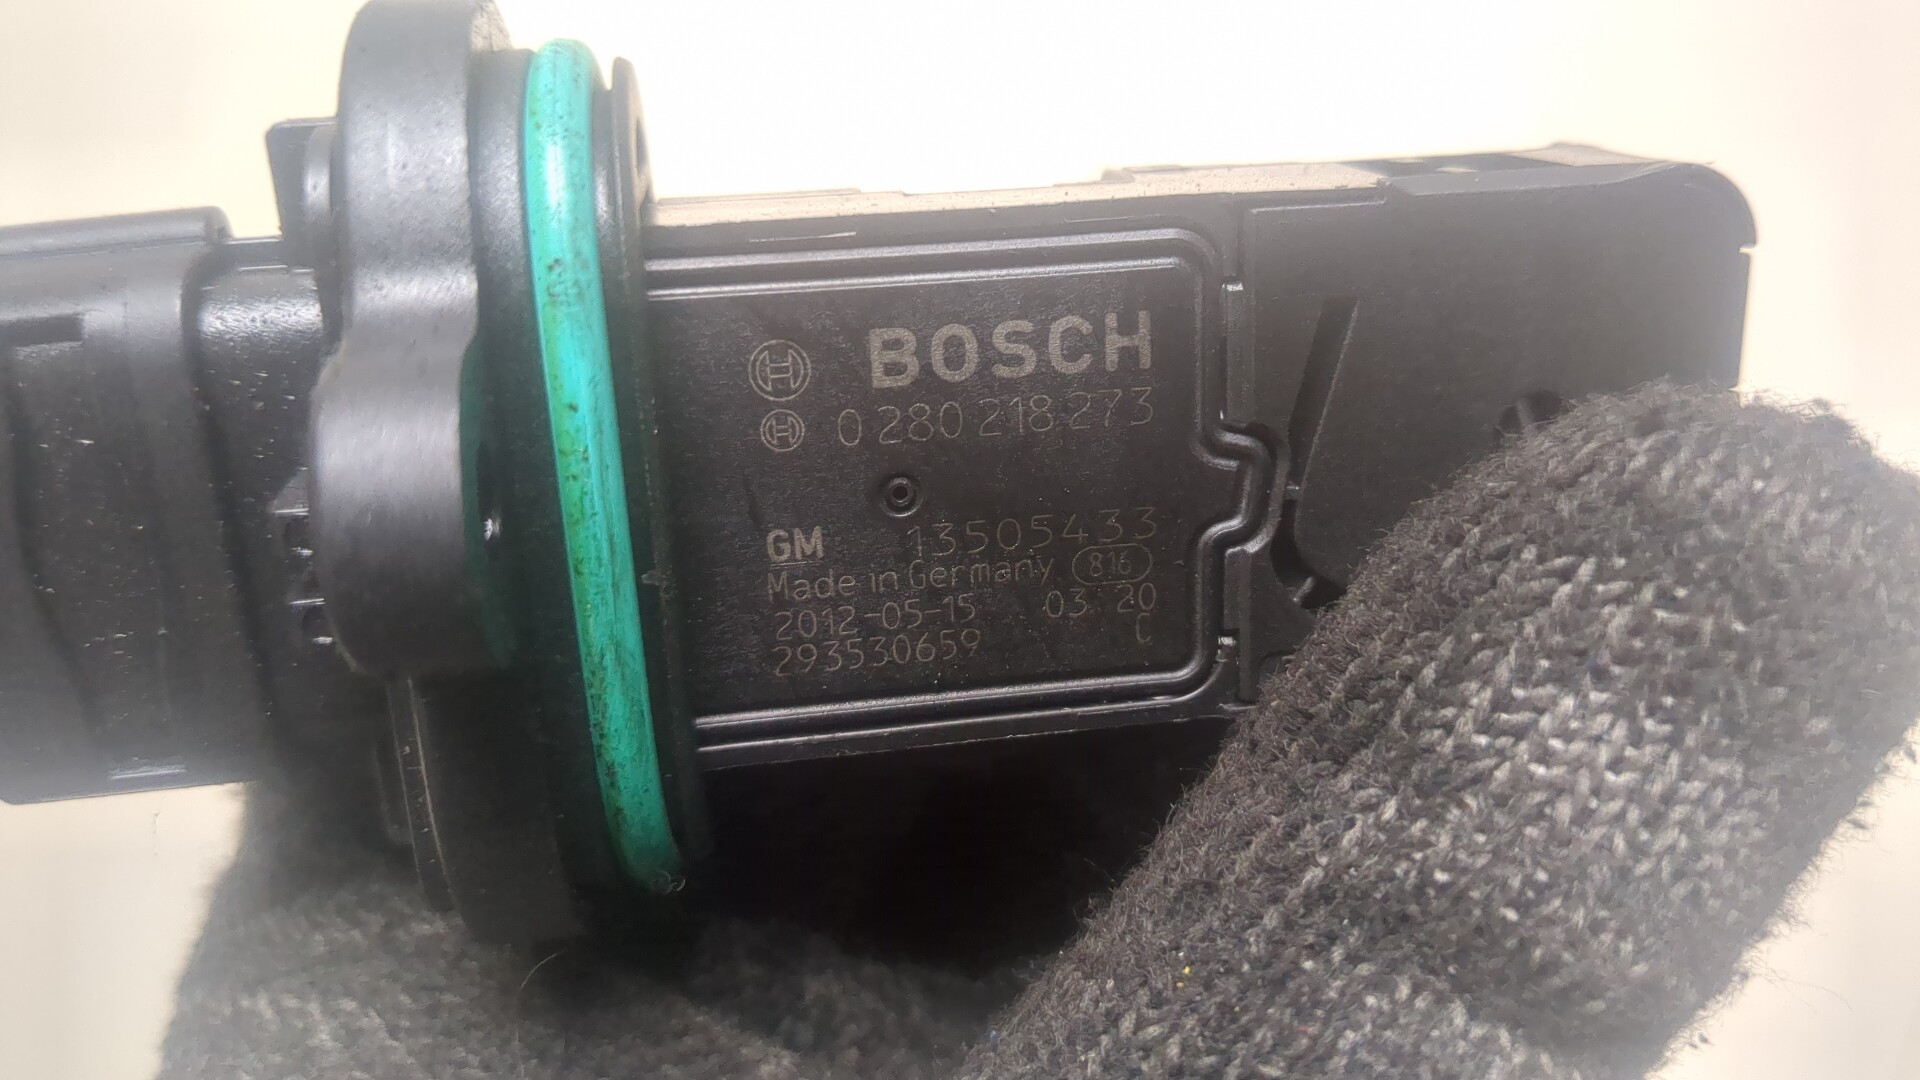 BOSCH
0 280 218 273
GM 13505433
Made in Germany 816
2012-05-15 03 20
293530659 C